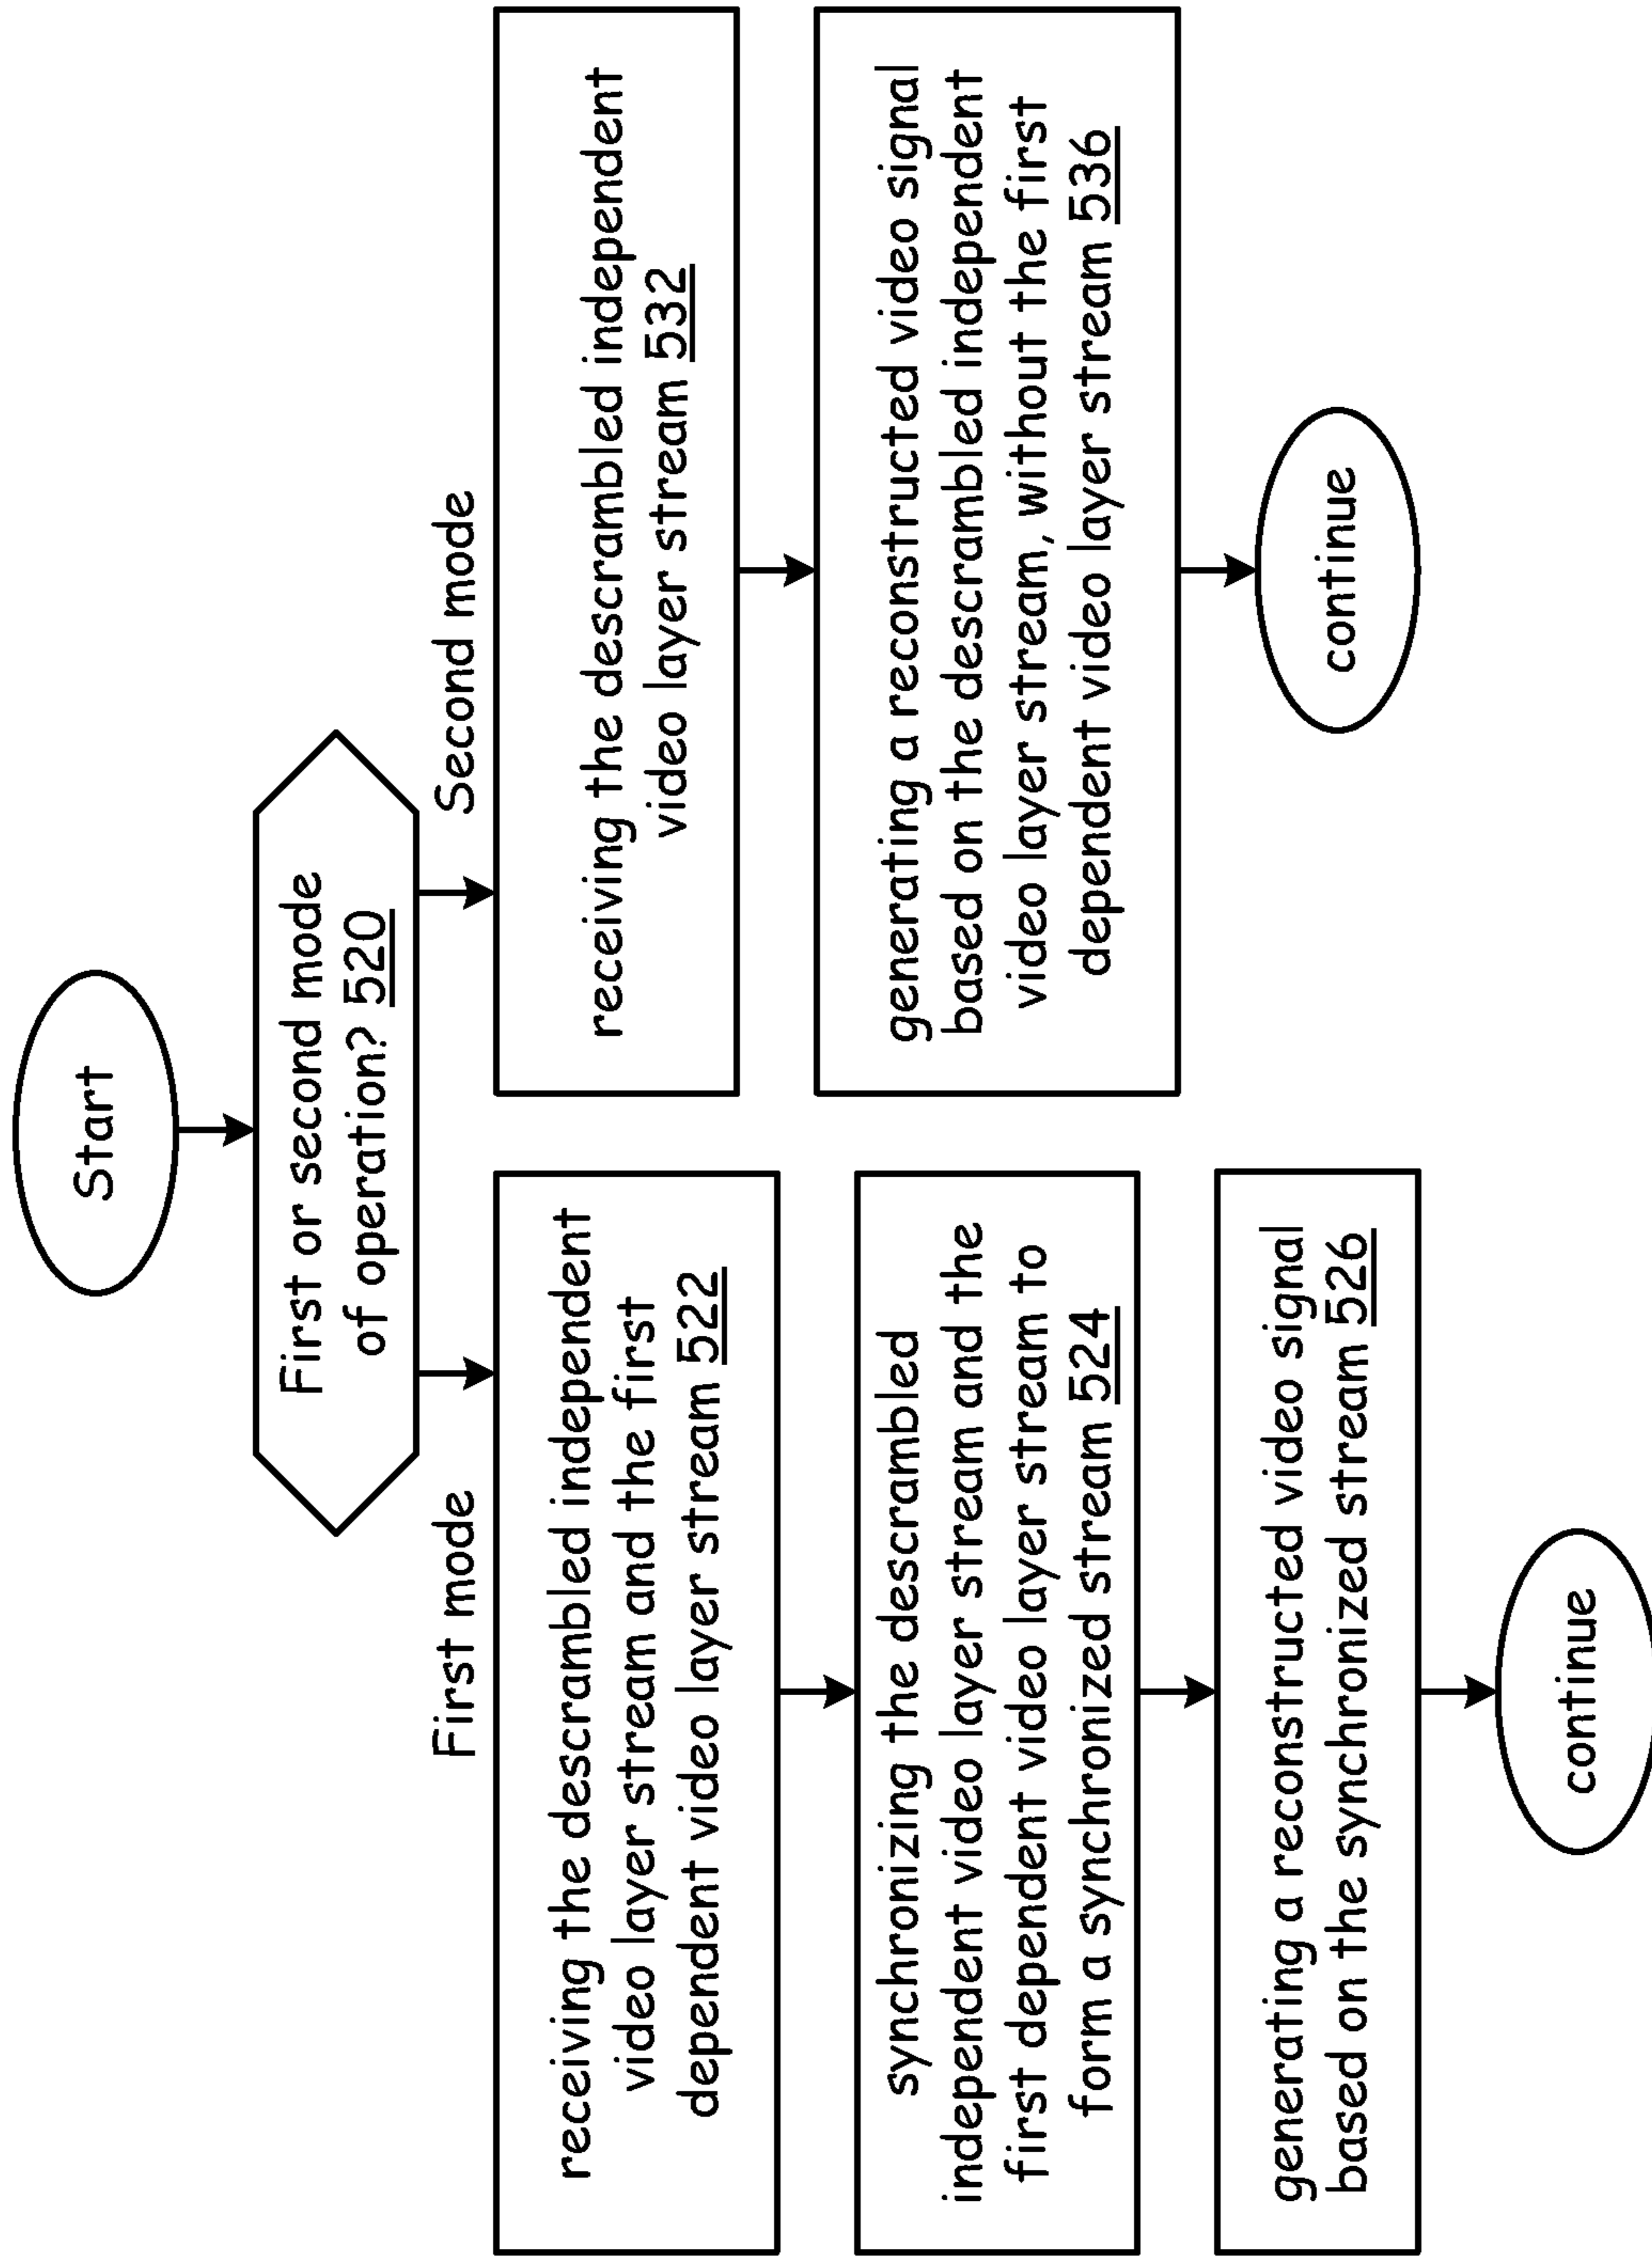 Start
First or second mode
of operation? 520
First mode
Second mode
receiving the descrambled independent
video layer stream and the first
dependent video layer stream 522
synchronizing the descrambled
independent video layer stream and the
first dependent video layer stream to
form a synchronized stream 524
generating a reconstructed video signal
based on the synchronized stream 526
continue
receiving the descrambled independent
video layer stream 532
generating a reconstructed video signal
based on the descrambled independent
video layer stream, without the first
dependent video layer stream 536
continue